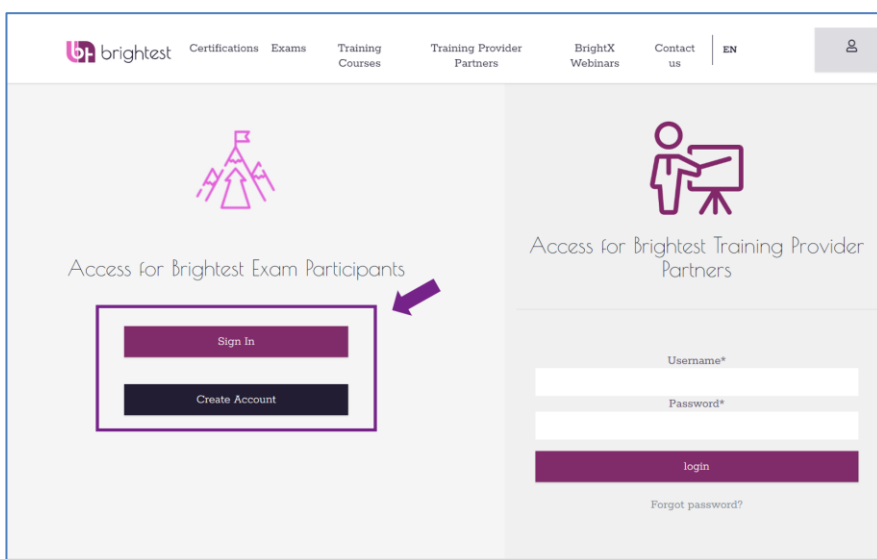 brightest
Certifications Exams Training Courses Training Provider Partners BrightX Webinars Contact us EN
Access for Brightest Exam Participants
Sign In
Create Account
Access for Brightest Training Provider
Partners
Username*
Password*
login
Forgot password?